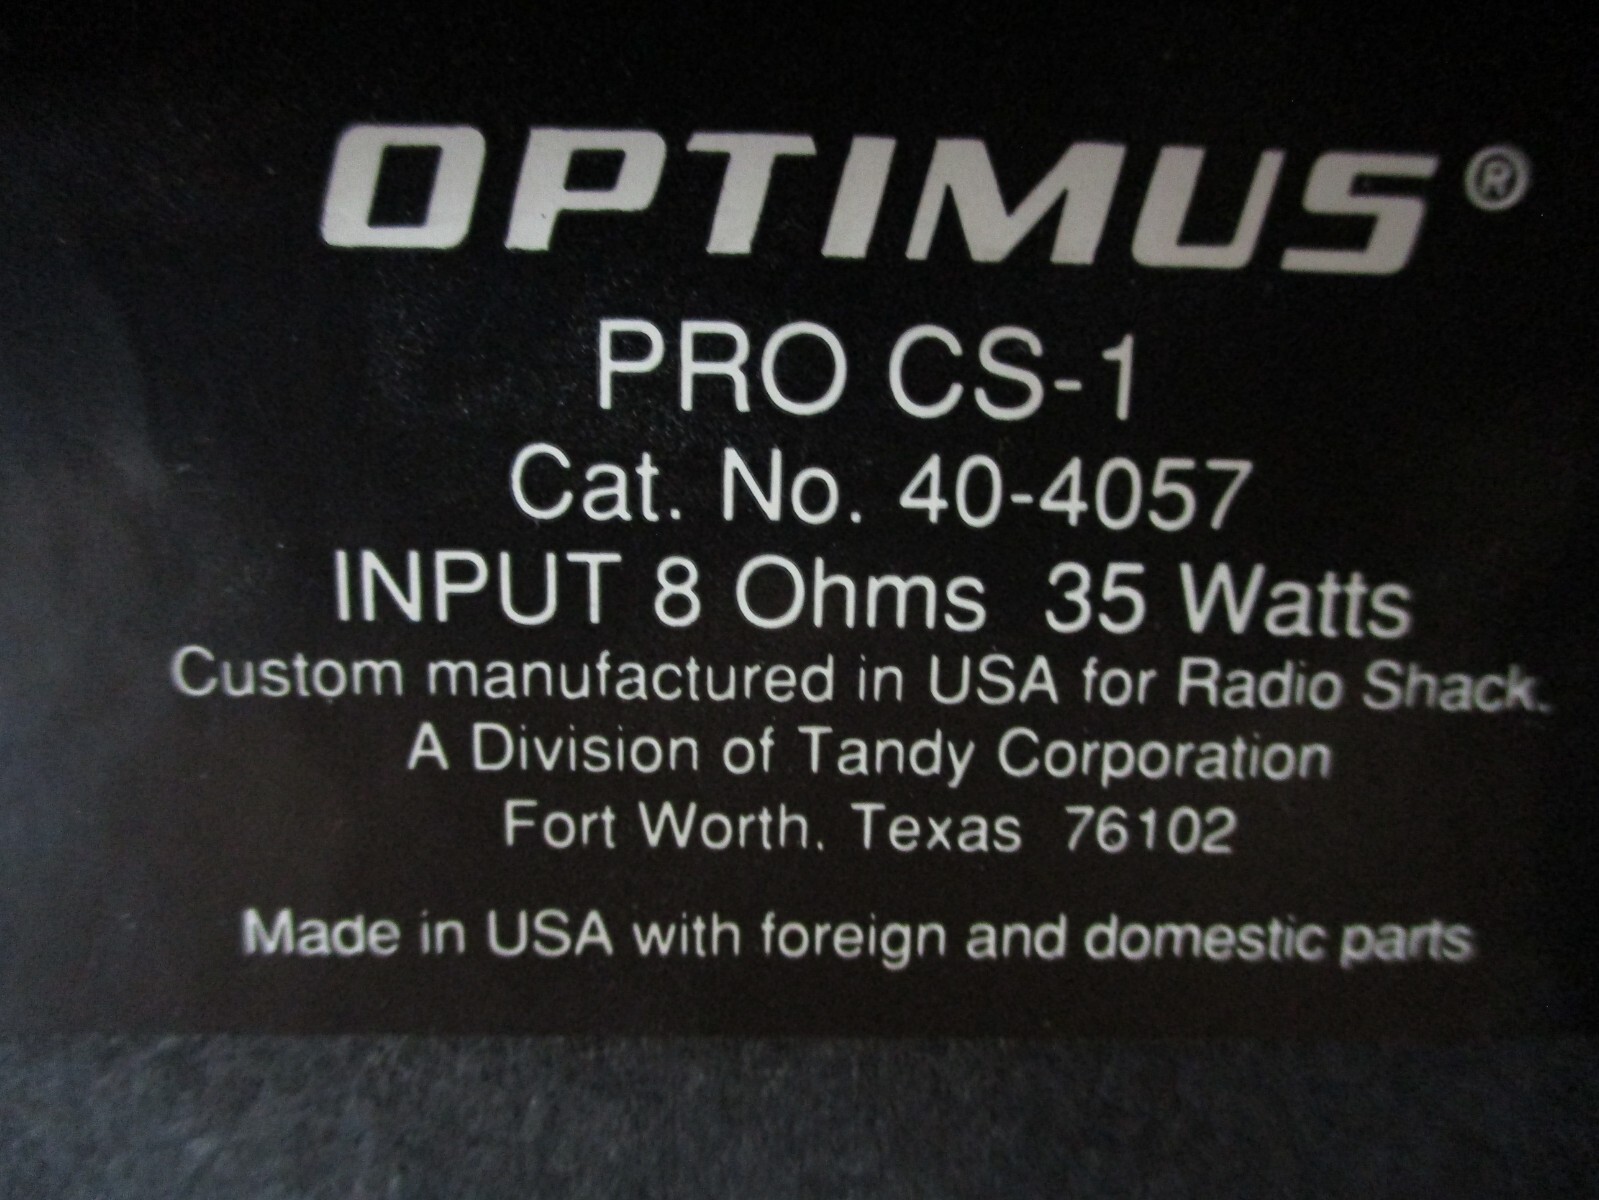 OPTIMUS®
PRO CS-1
Cat. No. 40-4057
INPUT 8 Ohms 35 Watts
Custom manufactured in USA for Radio Shack.
A Division of Tandy Corporation
Fort Worth. Texas 76102
Made in USA with foreign and domestic parts